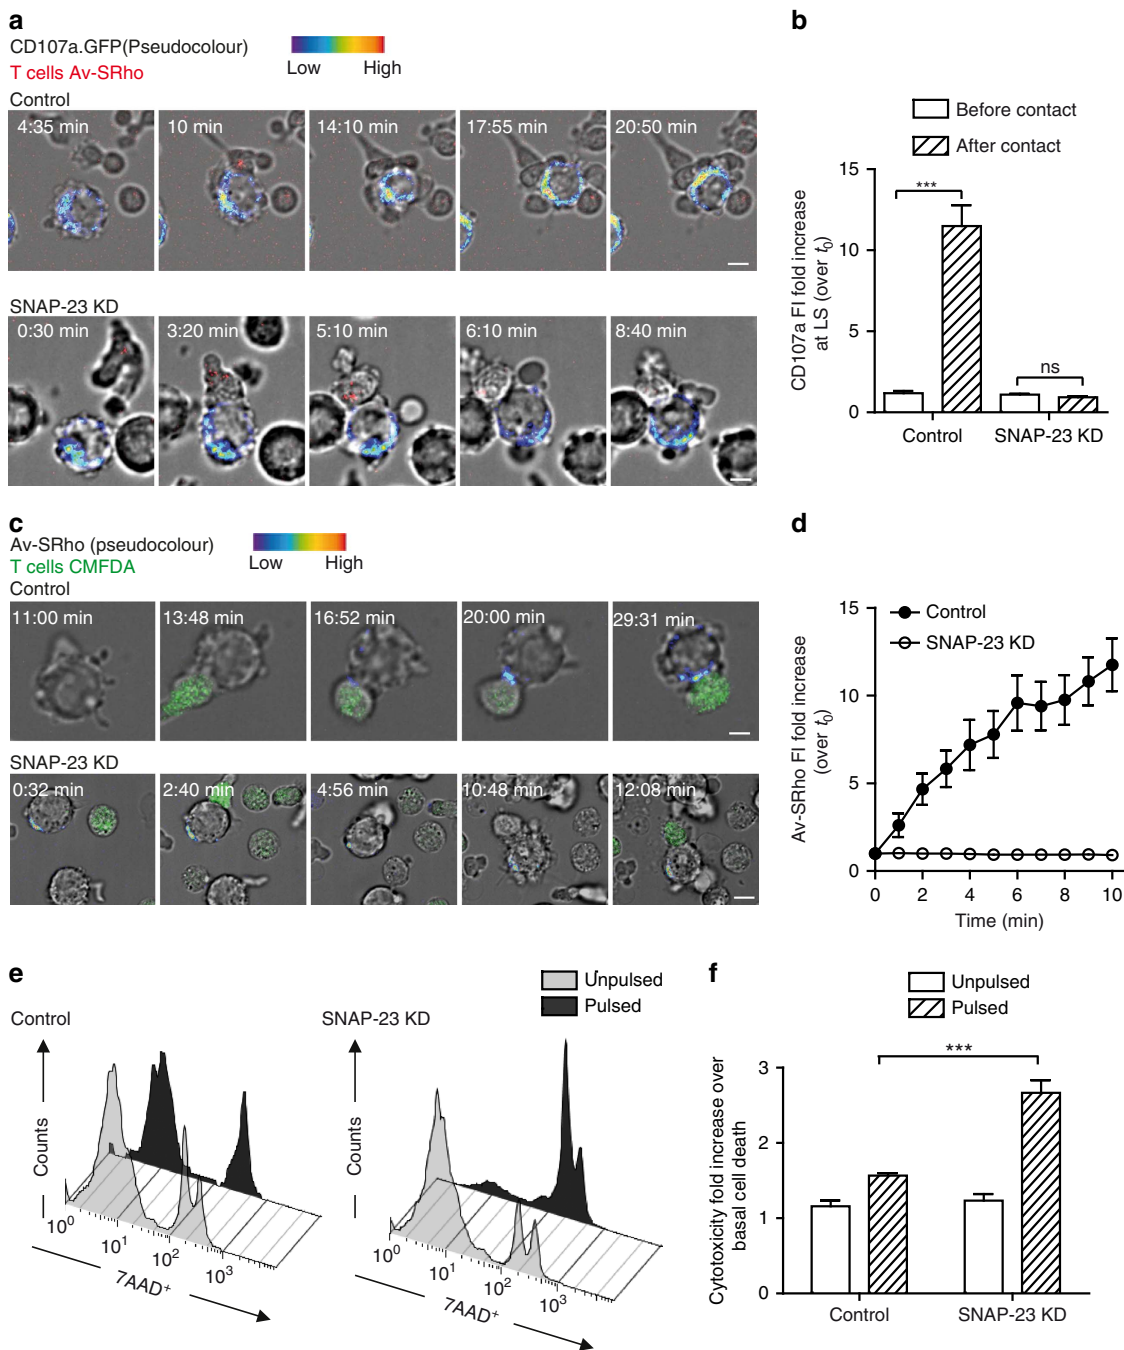 a
CD107a.GFP(Pseudocolour)
T cells Av-SRho
Low High
Control
4:35 min 10 min 14:10 min 17:55 min 20:50 min
SNAP-23 KD
0:30 min 3:20 min 5:10 min 6:10 min 8:40 min
b
Before contact
After contact
CD107a FI fold increase
at LS (over t0)
15
10
5
0
***
ns
Control SNAP-23 KD
c
Av-SRho (pseudocolour)
T cells CMFDA
Low High
Control
11:00 min 13:48 min 16:52 min 20:00 min 29:31 min
SNAP-23 KD
0:32 min 2:40 min 4:56 min 10:48 min 12:08 min
d
Control
SNAP-23 KD
Av-SRho FI fold increase
(over t0)
15
10
5
0
0 2 4 6 8 10
Time (min)
e
Unpulsed
Pulsed
Control
Counts
10^0 10^1 10^2 10^3
7AAD+
SNAP-23 KD
Counts
10^0 10^1 10^2 10^3
7AAD+
f
Unpulsed
Pulsed
Cytotoxicity fold increase over
basal cell death
3
2
1
0
***
Control SNAP-23 KD